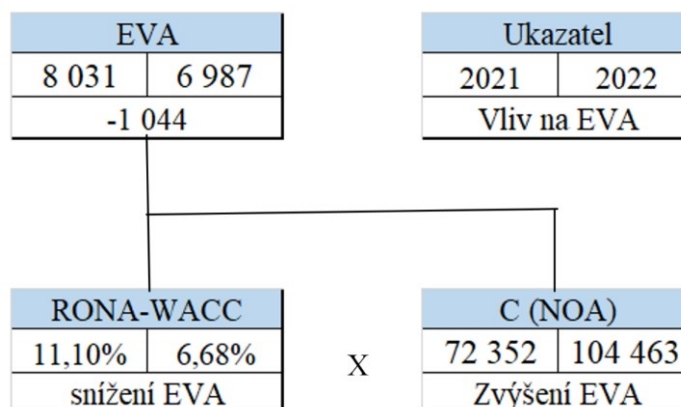 EVA
8 031 6 987
-1 044
Ukazatel
2021 2022
Vliv na EVA
RONA-WACC
11,10% 6,68%
snížení EVA
X
C (NOA)
72 352 104 463
Zvýšení EVA